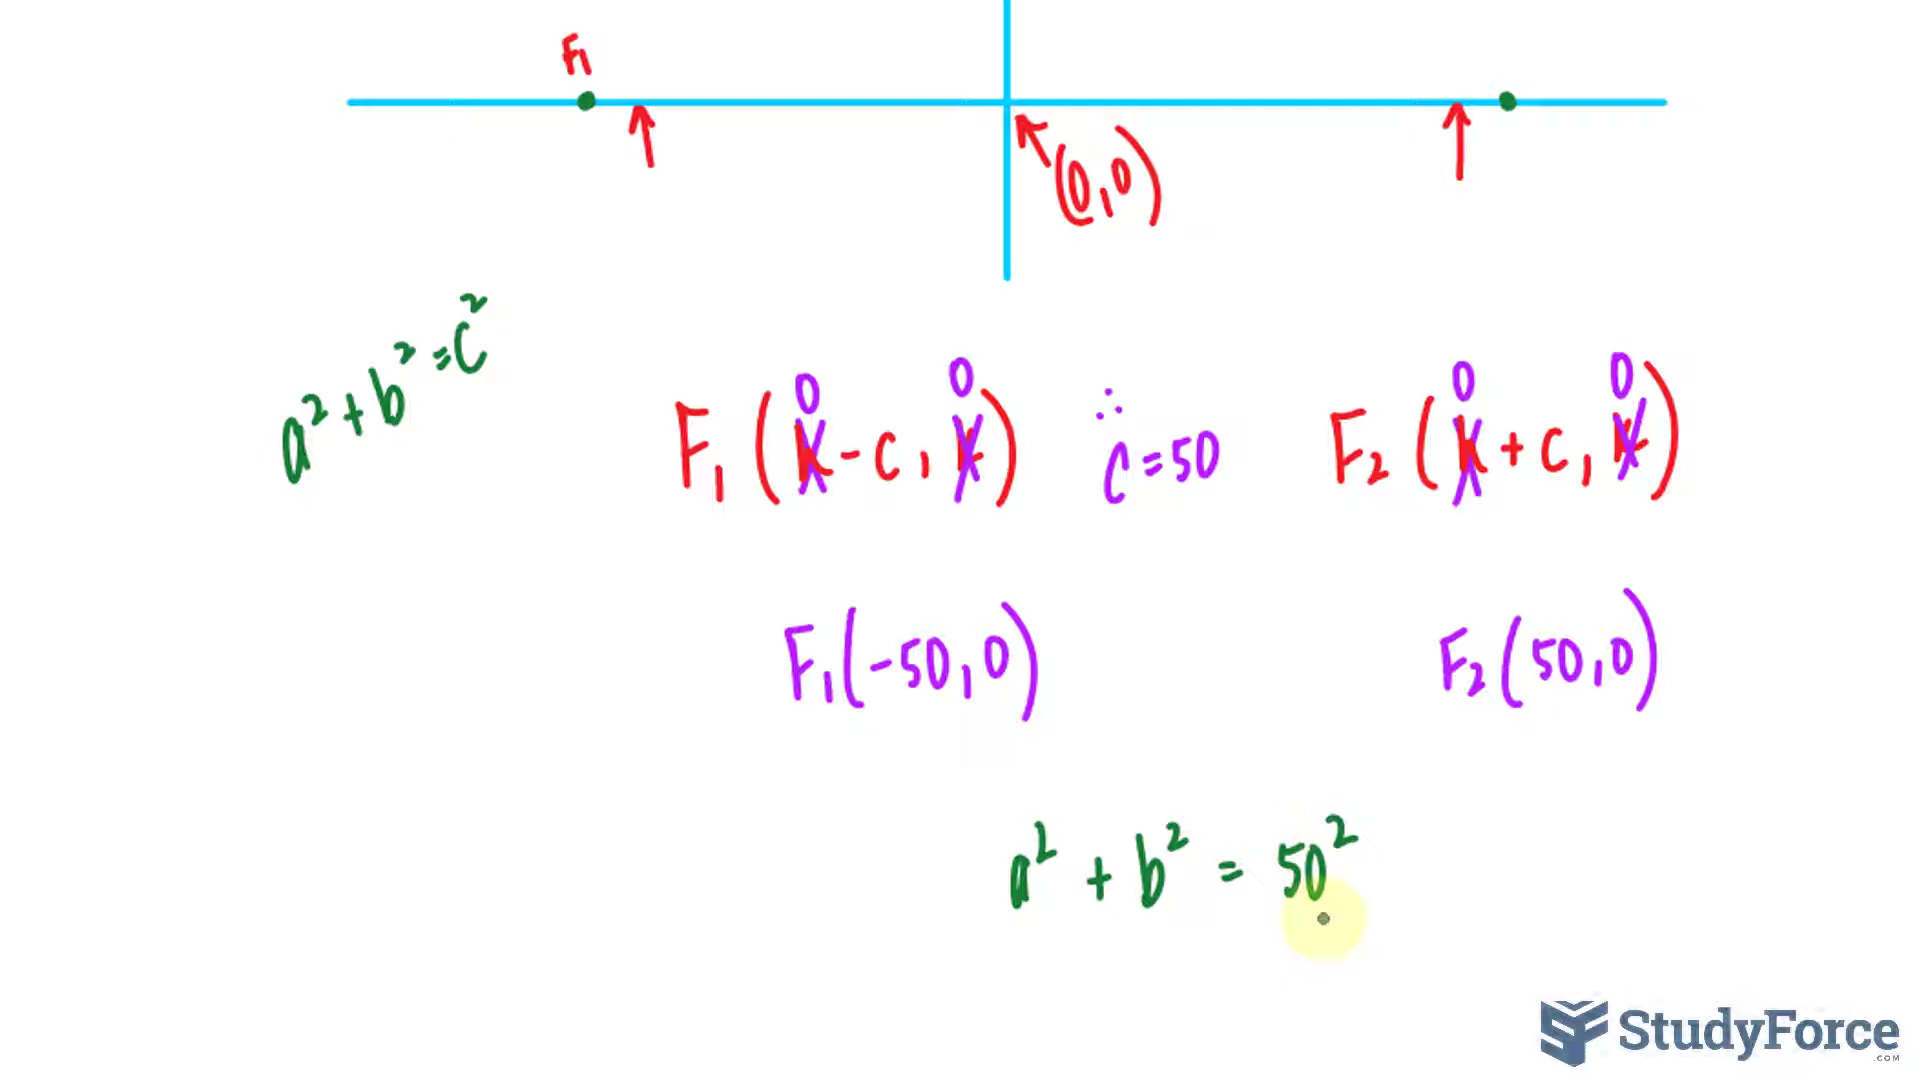 F₁
(0,0)
a² + b² = c²
0 0 0 0
F₁(h - c, k) ∴ c = 50 F₂(h + c, k)
F₁(-50,0) F₂(50,0)
a² + b² = 50²
StudyForce
.COM